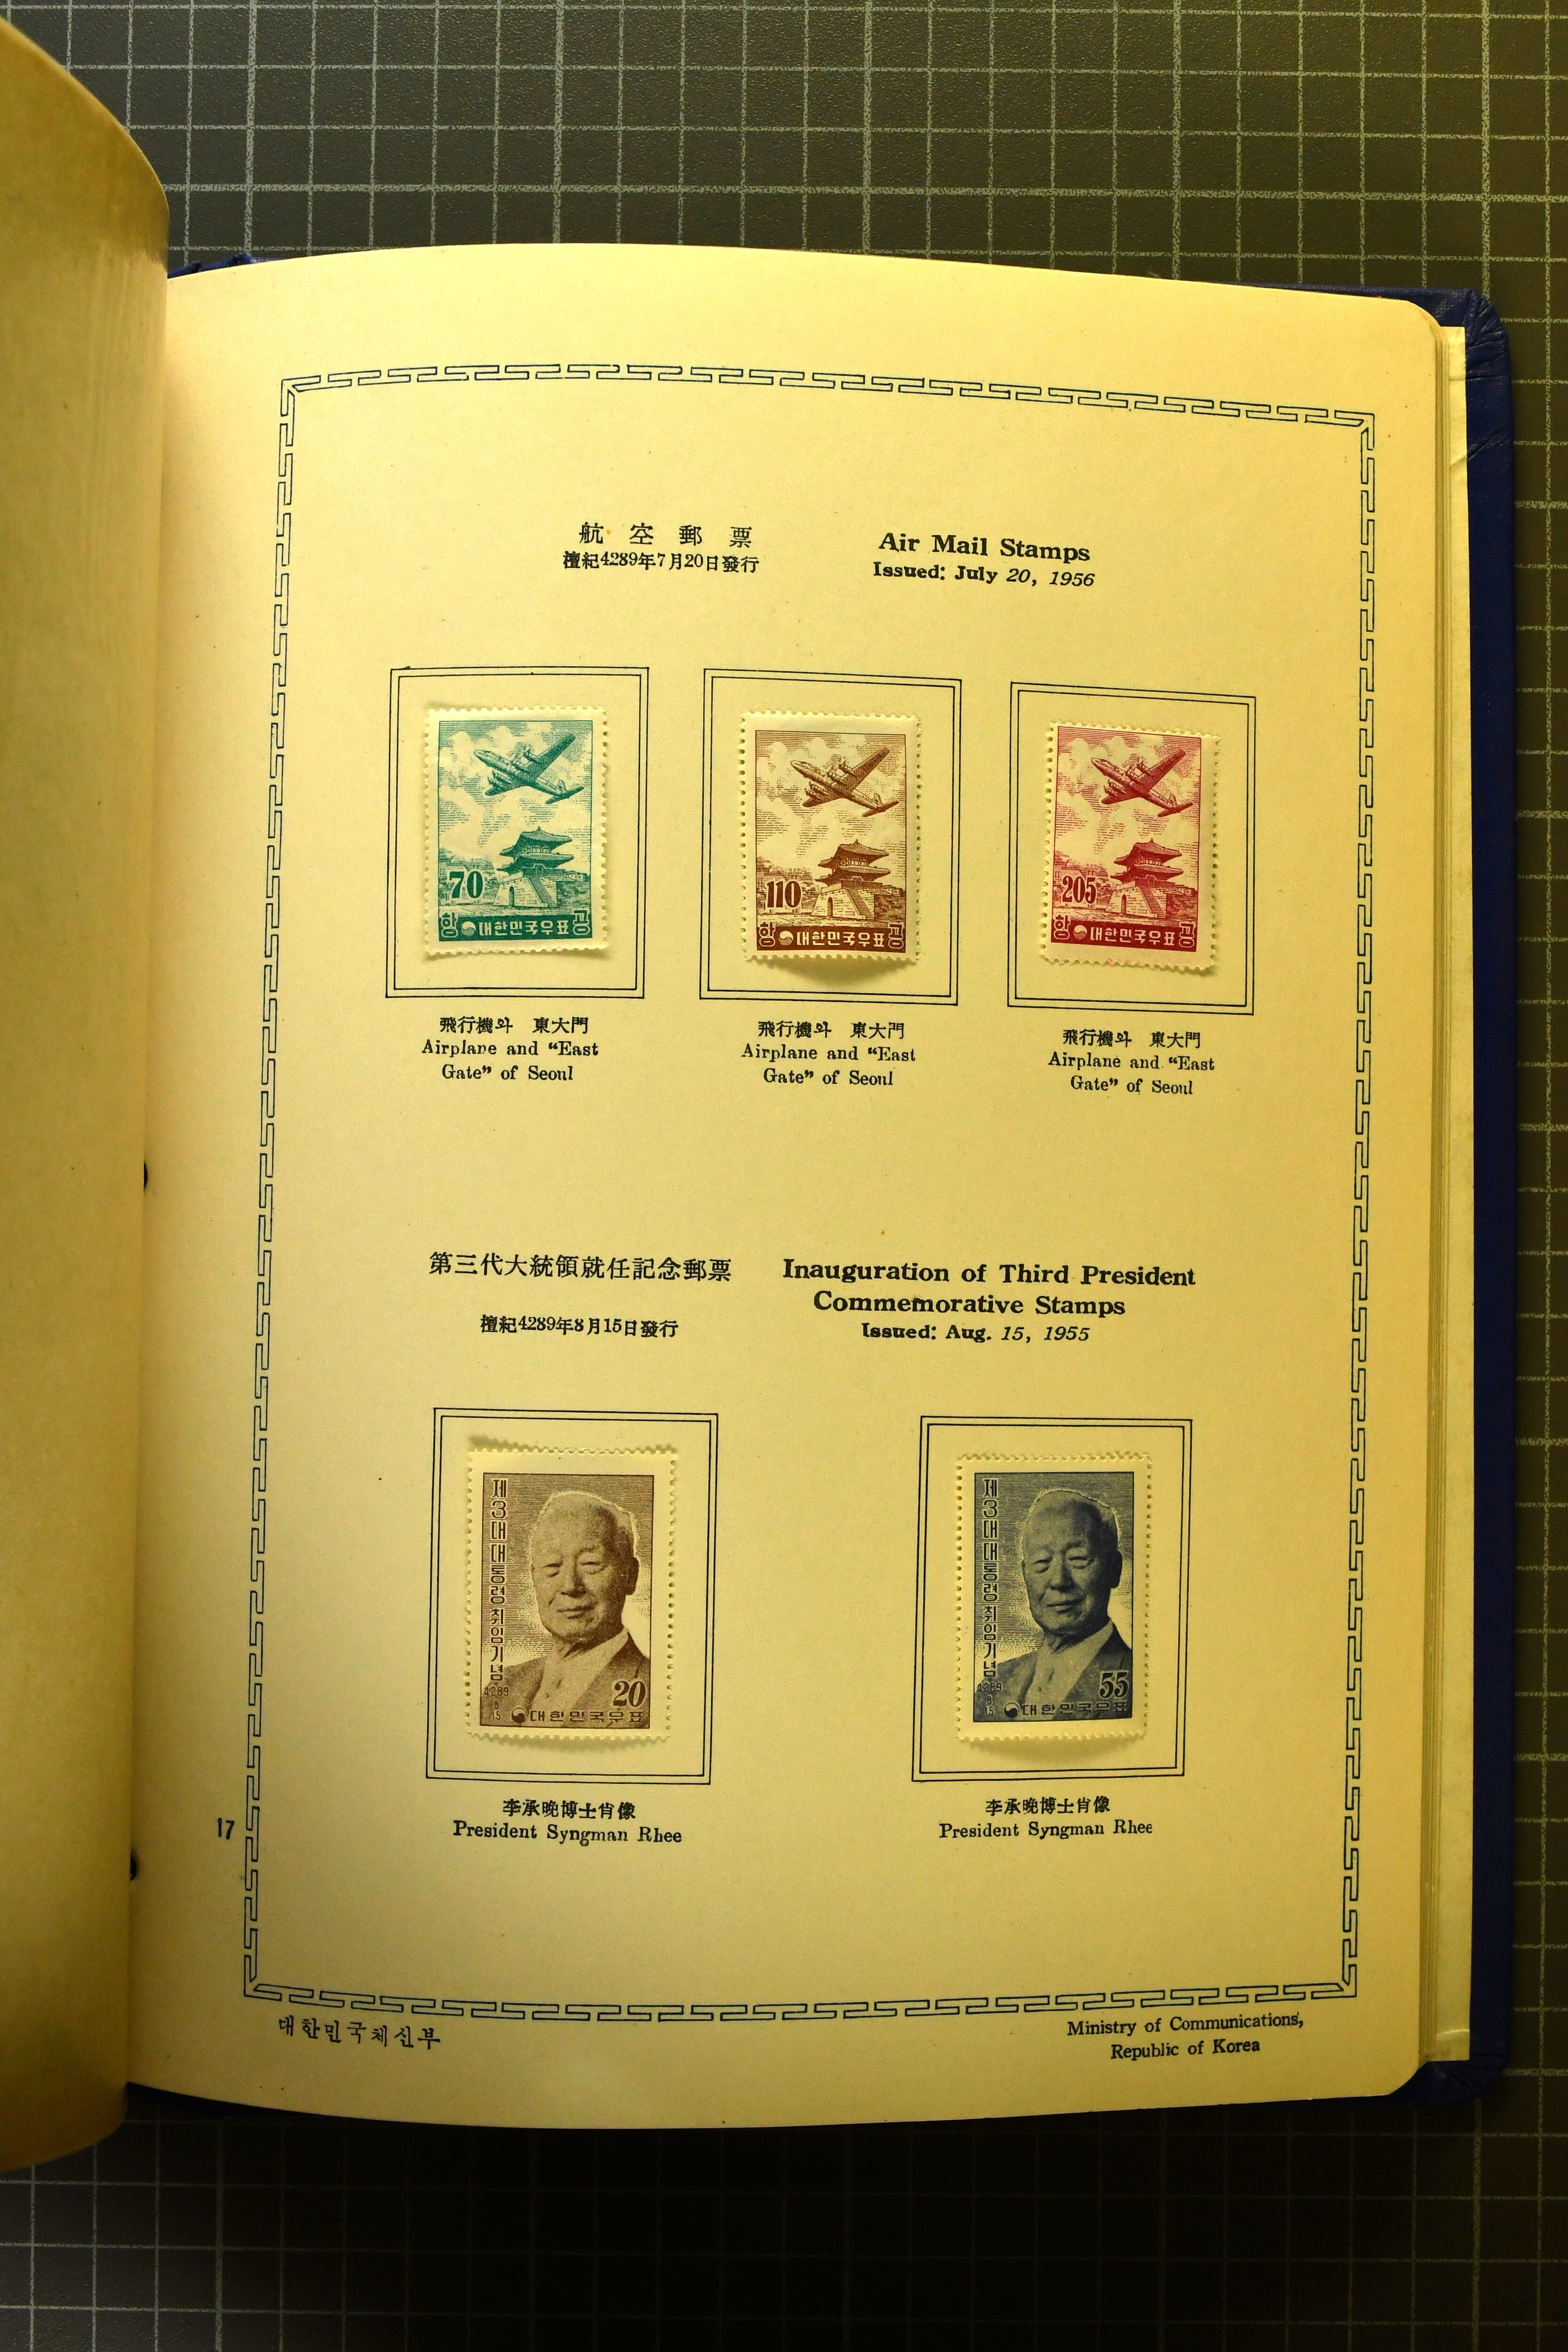 航空郵票
檀紀4289年7月20日發行
Air Mail Stamps
Issued: July 20, 1956
70
항 대한민국우표 공
110
항 대한민국우표 공
205
항 대한민국우표 공
飛行機와 東大門
Airplane and “East
Gate” of Seoul
飛行機와 東大門
Airplane and “East
Gate” of Seoul
飛行機와 東大門
Airplane and “East
Gate” of Seoul
第三代大統領就任記念郵票
檀紀4289年8月15日發行
Inauguration of Third President
Commemorative Stamps
Issued: Aug. 15, 1955
제3대대통령취임기념
4289
8
15
20
대한민국우표
제3대대통령취임기념
4289
8
15
55
대한민국우표
李承晩博士肖像
President Syngman Rhee
李承晩博士肖像
President Syngman Rhee
17
대한민국체신부
Ministry of Communications,
Republic of Korea